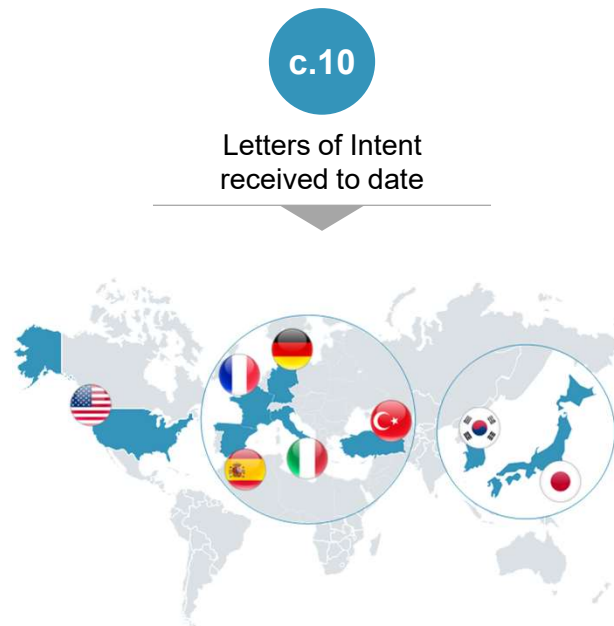 c.10
Letters of Intent
received to date